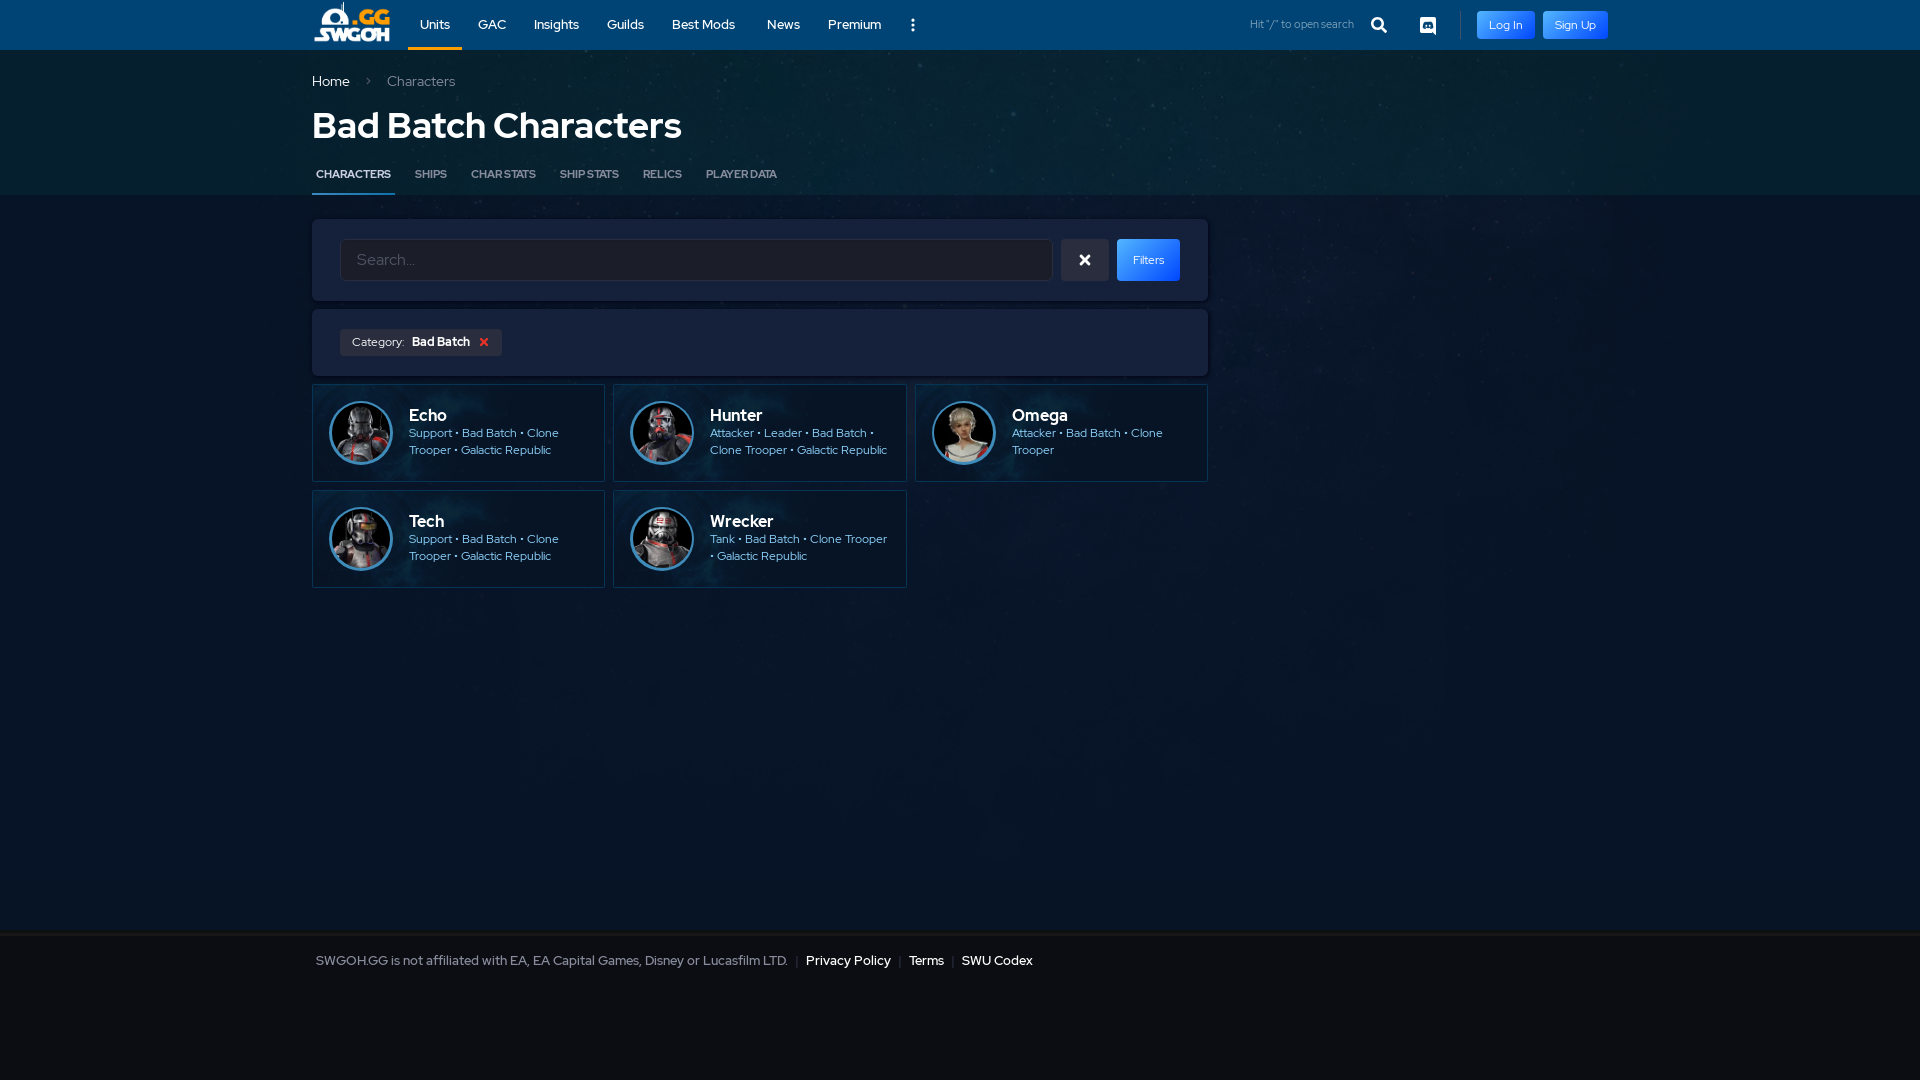 .GG
SWGOH
Units
GAC
Insights
Guilds
Best Mods
News
Premium
Hit "/" to open search
Log In
Sign Up
Home
Characters
Bad Batch Characters
CHARACTERS
SHIPS
CHAR STATS
SHIP STATS
RELICS
PLAYER DATA
Search...
Filters
Category: Bad Batch
Echo
Support • Bad Batch • Clone
Trooper • Galactic Republic
Hunter
Attacker • Leader • Bad Batch •
Clone Trooper • Galactic Republic
Omega
Attacker • Bad Batch • Clone
Trooper
Tech
Support • Bad Batch • Clone
Trooper • Galactic Republic
Wrecker
Tank • Bad Batch • Clone Trooper
• Galactic Republic
SWGOH.GG is not affiliated with EA, EA Capital Games, Disney or Lucasfilm LTD. | Privacy Policy | Terms | SWU Codex